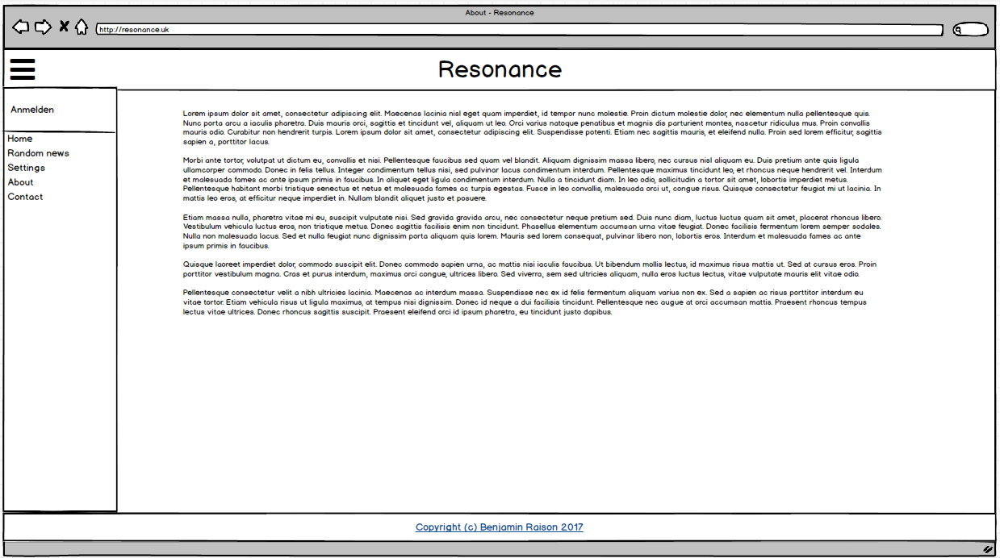 About - Resonance
http://resonance.uk
Resonance
Anmelden
Home
Random news
Settings
About
Contact
Lorem ipsum dolor sit amet, consectetur adipiscing elit. Maecenas lacinia nisl eget quam imperdiet, id tempor nunc molestie. Proin dictum molestie dolor, nec elementum nulla pellentesque quis.
Nunc porta arcu a iaculis pharetra. Duis mauris orci, sagittis et tincidunt vel, aliquam ut leo. Orci varius natoque penatibus et magnis dis parturient montes, nascetur ridiculus mus. Proin convallis
mauris odio. Curabitur non hendrerit turpis. Lorem ipsum dolor sit amet, consectetur adipiscing elit. Suspendisse potenti. Etiam nec sagittis mauris, et eleifend nulla. Proin sed lorem efficitur, sagittis
sapien a, porttitor lacus.
Morbi ante tortor, volutpat ut dictum eu, convallis et nisi. Pellentesque faucibus sed quam vel blandit. Aliquam dignissim massa libero, nec cursus nisl aliquam eu. Duis pretium ante quis ligula
ullamcorper commodo. Donec in felis tellus. Integer condimentum tellus nisi, sed pulvinar lacus condimentum interdum. Pellentesque maximus tincidunt leo, et rhoncus neque hendrerit vel. Interdum
et malesuada fames ac ante ipsum primis in faucibus. In aliquet eget ligula condimentum interdum. Nulla a tincidunt diam. In leo odio, sollicitudin a tortor sit amet, lobortis imperdiet metus.
Pellentesque habitant morbi tristique senectus et netus et malesuada fames ac turpis egestas. Fusce in leo convallis, malesuada orci ut, congue risus. Quisque consectetur feugiat mi ut lacinia. In
mattis leo eros, at efficitur neque imperdiet in. Nullam blandit aliquet justo et posuere.
Etiam massa nulla, pharetra vitae mi eu, suscipit vulputate nisi. Sed gravida gravida arcu, nec consectetur neque pretium sed. Duis nunc diam, luctus luctus quam sit amet, placerat rhoncus libero.
Vestibulum vehicula luctus eros, non tristique metus. Donec sagittis enim non tincidunt. Phasellus elementum accumsan urna vitae feugiat. Donec facilisis fermentum lorem semper sodales.
Nulla non malesuada lacus. Sed et nulla feugiat nunc dignissim porta aliquam quis lorem. Mauris sed lorem consequat, pulvinar libero non, lobortis eros. Interdum et malesuada fames ac ante
ipsum primis in faucibus.
Quisque laoreet imperdiet dolor, commodo suscipit elit. Donec commodo sapien urna, ac mattis nisi iaculis faucibus. Ut bibendum mollis lectus, id maximus risus mattis ut. Sed at cursus eros. Proin
porttitor vestibulum magna. Cras et purus interdum, maximus orci congue, ultrices libero. Sed viverra, sem sed ultricies aliquam, nulla eros luctus lectus, vitae vulputate mauris elit vitae odio.
Pellentesque consectetur velit a nibh ultricies lacinia. Maecenas ac interdum massa. Suspendisse nec ex id felis fermentum aliquam varius non ex. Sed a sapien ac risus porttitor interdum eu
vitae tortor. Etiam vehicula risus ut ligula maximus, at tempus nisi dignissim. Donec id neque a dui facilisis tincidunt. Pellentesque nec augue at orci accumsan mattis. Praesent rhoncus tempus
lectus vitae ultrices. Donec rhoncus sagittis suscipit. Praesent eleifend orci id ipsum pharetra, eu tincidunt justo dapibus.
Copyright (c) Benjamin Raison 2017